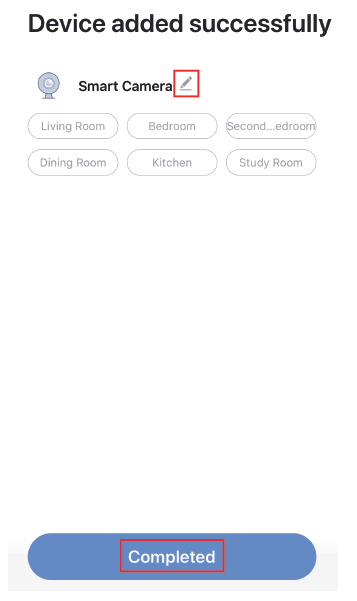 Device added successfully
Smart Camera
Living Room Bedroom Second...edroom
Dining Room Kitchen Study Room
Completed